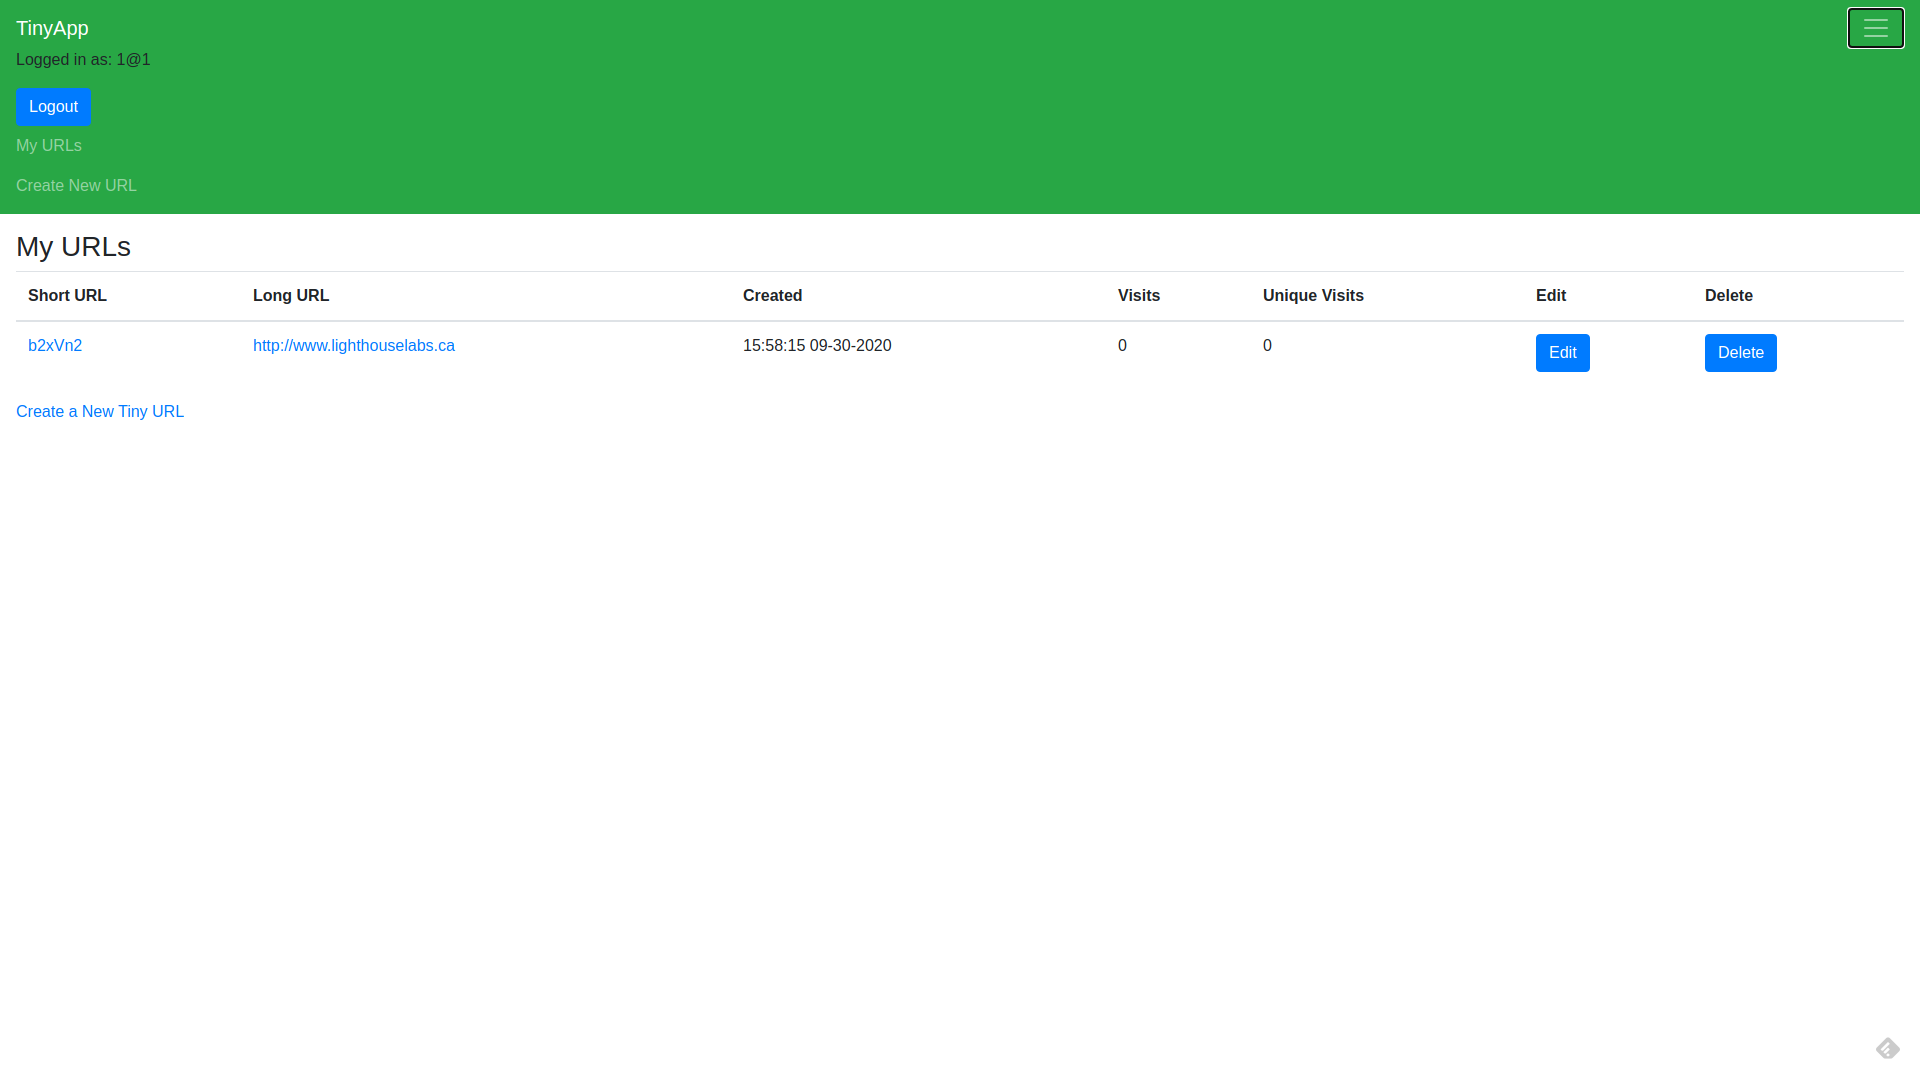 TinyApp
Logged in as: 1@1
Logout
My URLs
Create New URL
My URLs
Short URL Long URL Created Visits Unique Visits Edit Delete
b2xVn2 http://www.lighthouselabs.ca 15:58:15 09-30-2020 0 0 Edit Delete
Create a New Tiny URL